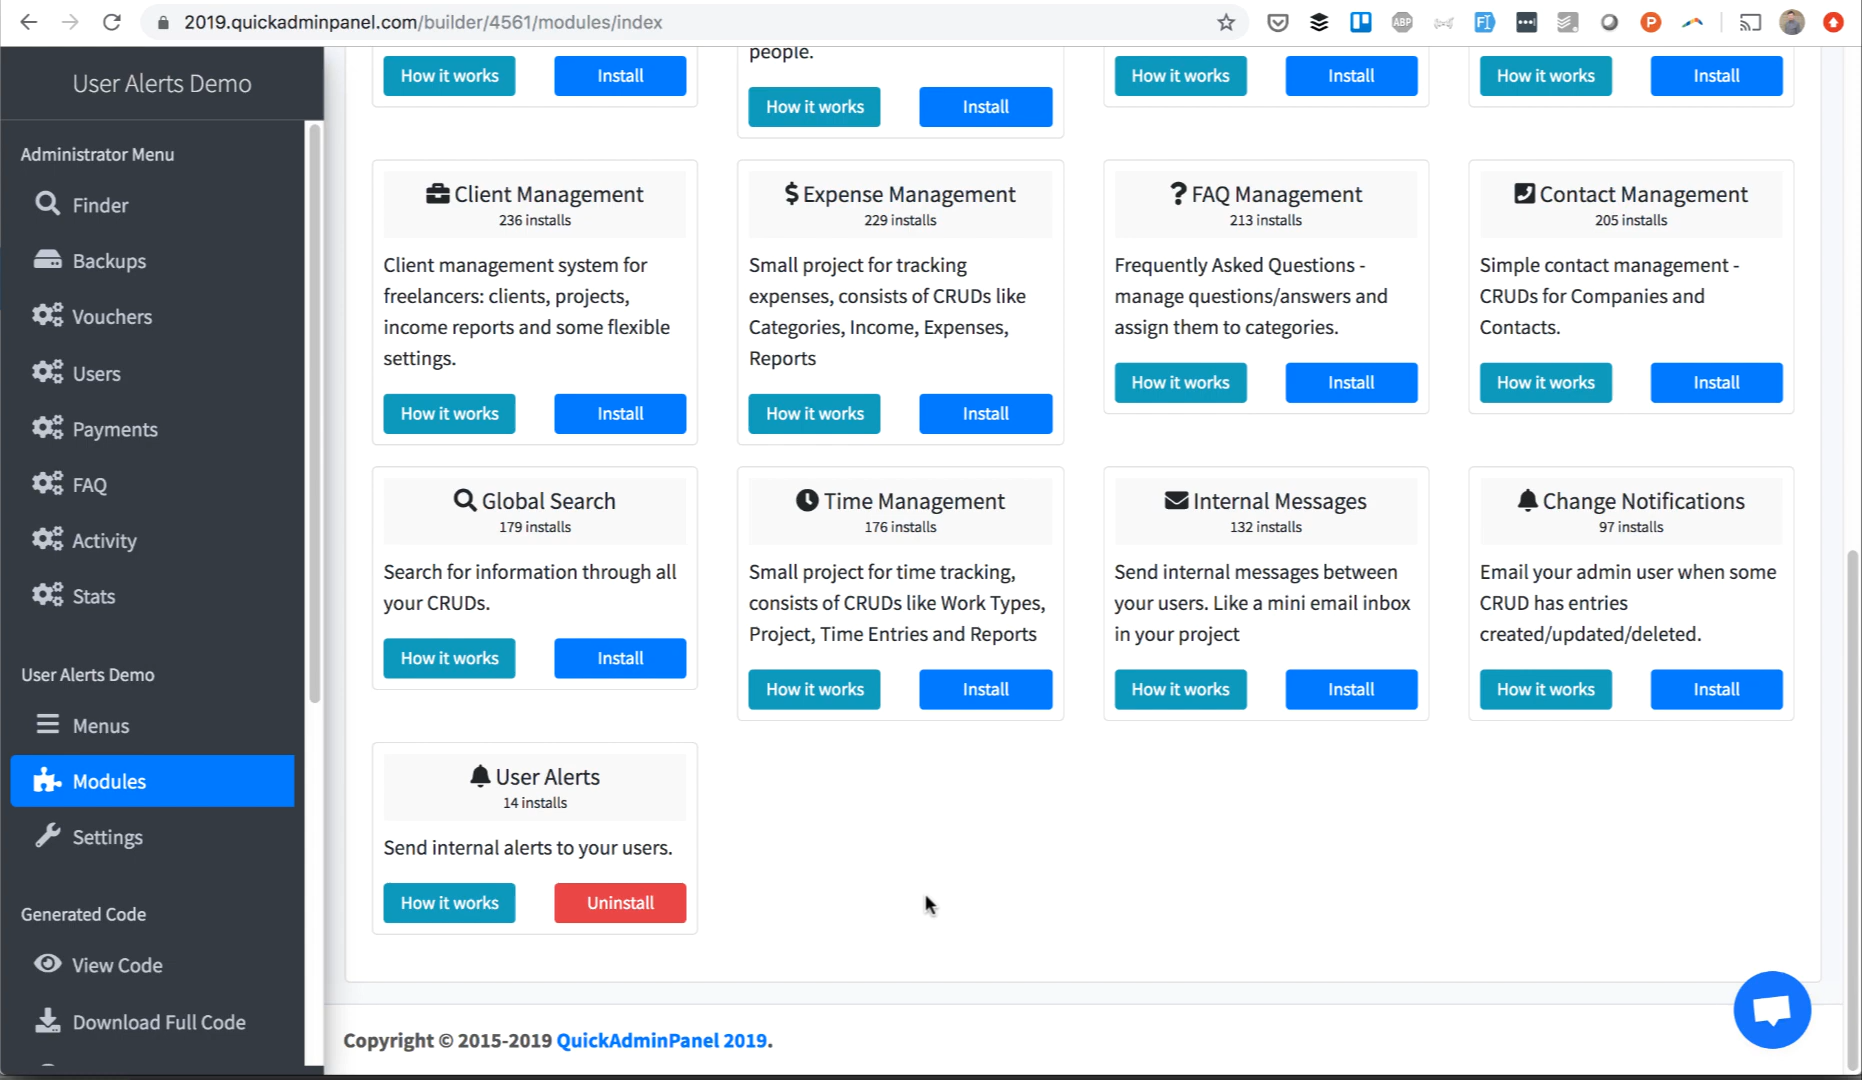 2019.quickadminpanel.com/builder/4561/modules/index
ABP
P
User Alerts Demo
Administrator Menu
Finder
Backups
Vouchers
Users
Payments
FAQ
Activity
Stats
User Alerts Demo
Menus
Modules
Settings
Generated Code
View Code
Download Full Code
people.
How it works Install
How it works Install
How it works Install
How it works Install
Client Management
236 installs
Client management system for
freelancers: clients, projects,
income reports and some flexible
settings.
How it works Install
Expense Management
229 installs
Small project for tracking
expenses, consists of CRUDs like
Categories, Income, Expenses,
Reports
How it works Install
FAQ Management
213 installs
Frequently Asked Questions -
manage questions/answers and
assign them to categories.
How it works Install
Contact Management
205 installs
Simple contact management -
CRUDs for Companies and
Contacts.
How it works Install
Global Search
179 installs
Search for information through all
your CRUDs.
How it works Install
Time Management
176 installs
Small project for time tracking,
consists of CRUDs like Work Types,
Project, Time Entries and Reports
How it works Install
Internal Messages
132 installs
Send internal messages between
your users. Like a mini email inbox
in your project
How it works Install
Change Notifications
97 installs
Email your admin user when some
CRUD has entries
created/updated/deleted.
How it works Install
User Alerts
14 installs
Send internal alerts to your users.
How it works Uninstall
Copyright © 2015-2019 QuickAdminPanel 2019.